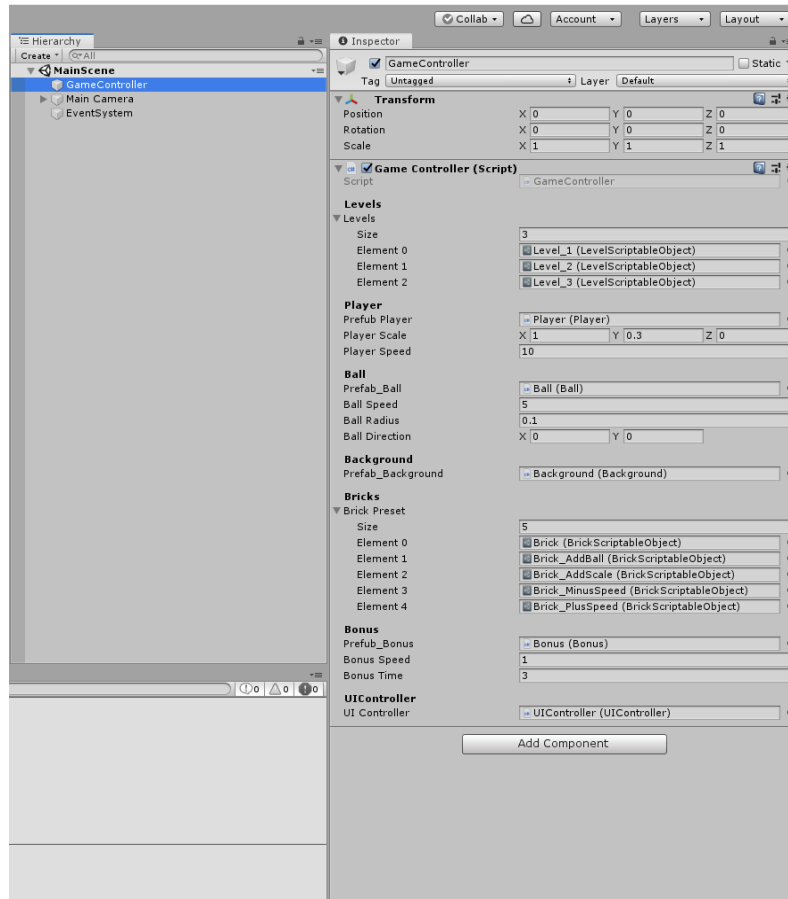 Collab Account Layers Layout
Hierarchy
Create All
MainScene
GameController
Main Camera
EventSystem
0 0 0
Inspector
GameController Static
Tag Untagged Layer Default
Transform
Position X 0 Y 0 Z 0
Rotation X 0 Y 0 Z 0
Scale X 1 Y 1 Z 1
Game Controller (Script)
Script GameController
Levels
Levels
Size 3
Element 0 Level_1 (LevelScriptableObject)
Element 1 Level_2 (LevelScriptableObject)
Element 2 Level_3 (LevelScriptableObject)
Player
Prefub Player Player (Player)
Player Scale X 1 Y 0.3 Z 0
Player Speed 10
Ball
Prefab_Ball Ball (Ball)
Ball Speed 5
Ball Radius 0.1
Ball Direction X 0 Y 0
Background
Prefab_Background Background (Background)
Bricks
Brick Preset
Size 5
Element 0 Brick (BrickScriptableObject)
Element 1 Brick_AddBall (BrickScriptableObject)
Element 2 Brick_AddScale (BrickScriptableObject)
Element 3 Brick_MinusSpeed (BrickScriptableObject)
Element 4 Brick_PlusSpeed (BrickScriptableObject)
Bonus
Prefub_Bonus Bonus (Bonus)
Bonus Speed 1
Bonus Time 3
UIController
UI Controller UIController (UIController)
Add Component